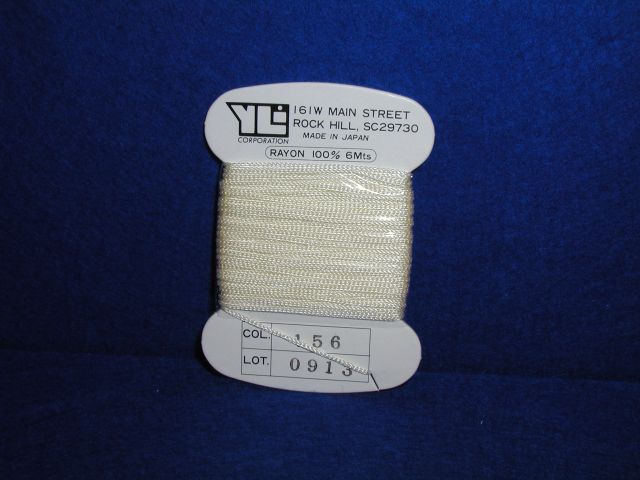 YLI
CORPORATION
161W MAIN STREET
ROCK HILL, SC29730
MADE IN JAPAN
RAYON 100% 6Mts
COL. 156
LOT. 0913